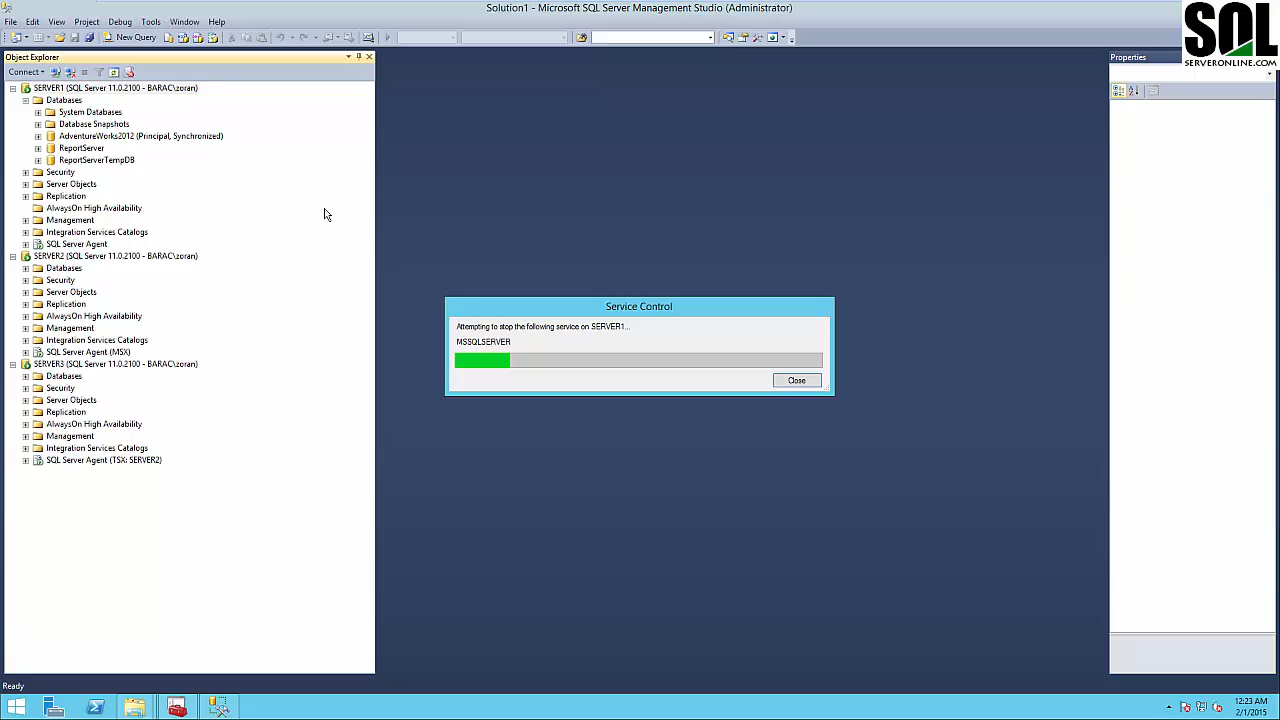 Solution1 - Microsoft SQL Server Management Studio (Administrator)
File Edit View Project Debug Tools Window Help
New Query
SQL
SERVERONLINE.COM
Object Explorer
Connect
SERVER1 (SQL Server 11.0.2100 - BARAC\zoran)
Databases
System Databases
Database Snapshots
AdventureWorks2012 (Principal, Synchronized)
ReportServer
ReportServerTempDB
Security
Server Objects
Replication
AlwaysOn High Availability
Management
Integration Services Catalogs
SQL Server Agent
SERVER2 (SQL Server 11.0.2100 - BARAC\zoran)
Databases
Security
Server Objects
Replication
AlwaysOn High Availability
Management
Integration Services Catalogs
SQL Server Agent (MSX)
SERVER3 (SQL Server 11.0.2100 - BARAC\zoran)
Databases
Security
Server Objects
Replication
AlwaysOn High Availability
Management
Integration Services Catalogs
SQL Server Agent (TSX: SERVER2)
Service Control
Attempting to stop the following service on SERVER1...
MSSQLSERVER
Close
Properties
Ready
12:23 AM
2/1/2015